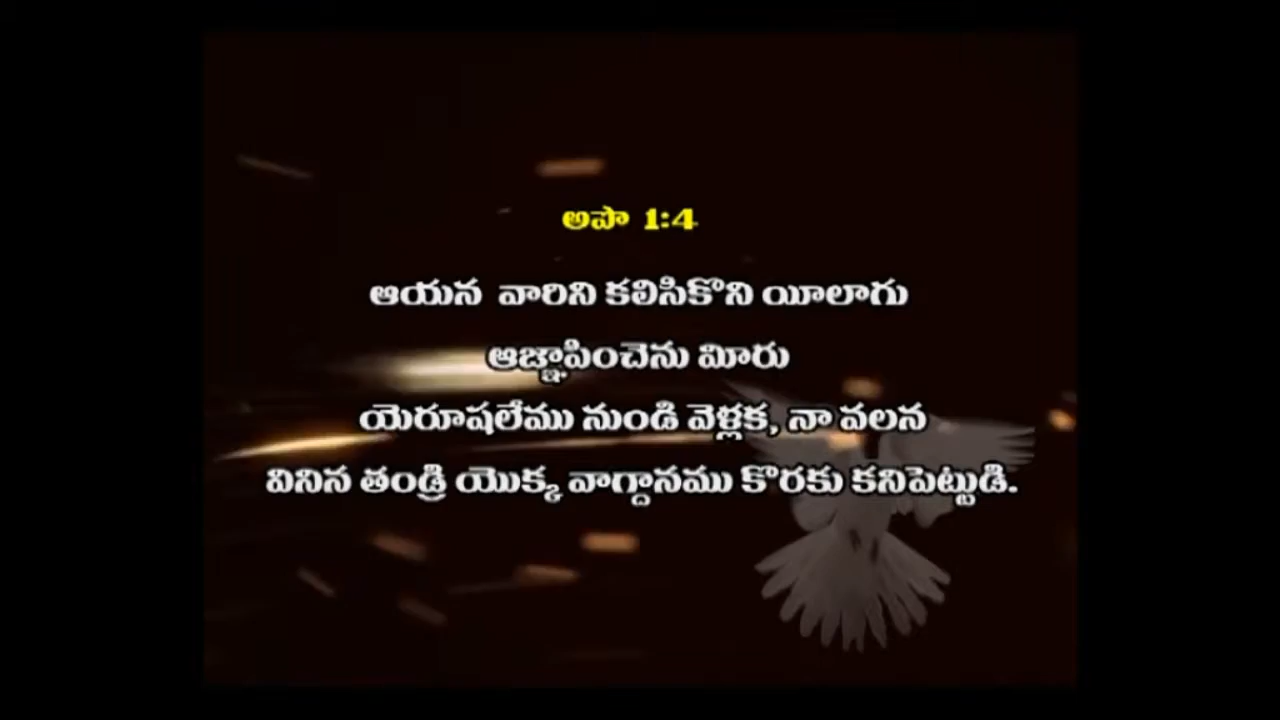 అపొ 1:4
ఆయన వారిని కలిసికొని యీలాగు
ఆజ్ఞాపించెను మీరు
యెరూషలేము నుండి వెళ్లక, నా వలన
వినిన తండ్రి యొక్క వాగ్దానము కొరకు కనిపెట్టుడి.